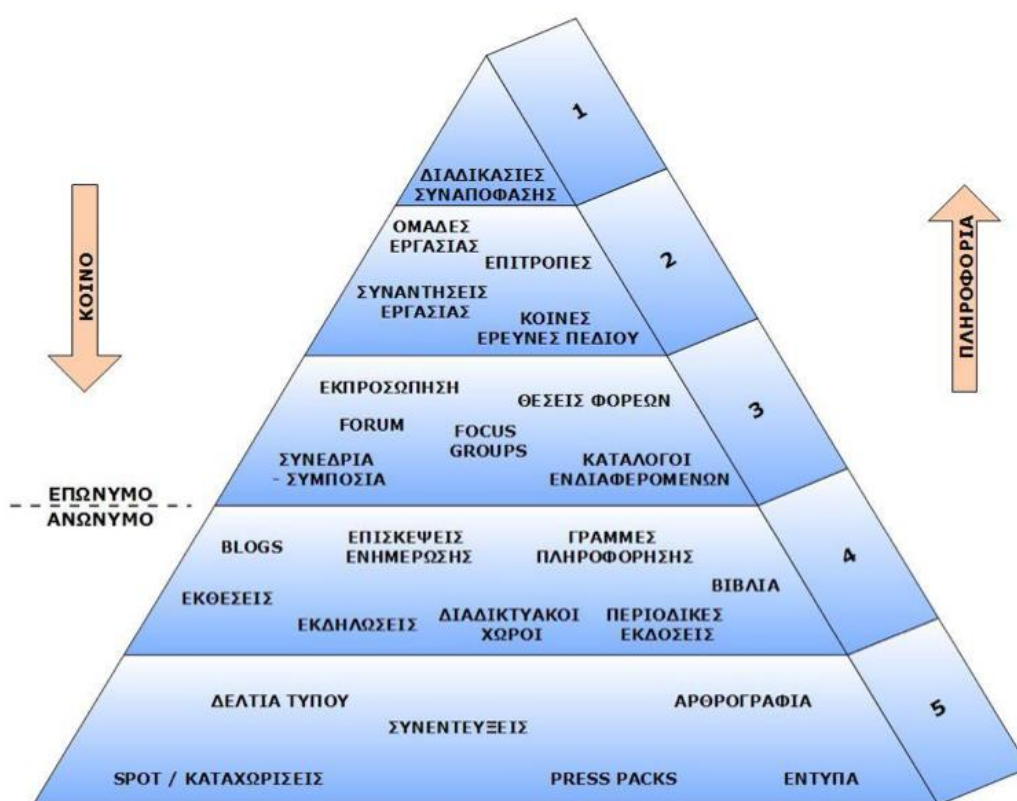 1
ΔΙΑΔΙΚΑΣΙΕΣ
ΣΥΝΑΠΟΦΑΣΗΣ
ΚΟΙΝΟ
ΠΛΗΡΟΦΟΡΙΑ
2
ΟΜΑΔΕΣ
ΕΡΓΑΣΙΑΣ
ΕΠΙΤΡΟΠΕΣ
ΣΥΝΑΝΤΗΣΕΙΣ
ΕΡΓΑΣΙΑΣ
ΚΟΙΝΕΣ
ΕΡΕΥΝΕΣ ΠΕΔΙΟΥ
3
ΕΚΠΡΟΣΩΠΗΣΗ
ΘΕΣΕΙΣ ΦΟΡΕΩΝ
FORUM
FOCUS
GROUPS
ΣΥΝΕΔΡΙΑ
- ΣΥΜΠΟΣΙΑ
ΚΑΤΑΛΟΓΟΙ
ΕΝΔΙΑΦΕΡΟΜΕΝΩΝ
ΕΠΩΝΥΜΟ
ΑΝΩΝΥΜΟ
4
BLOGS
ΕΠΙΣΚΕΨΕΙΣ
ΕΝΗΜΕΡΩΣΗΣ
ΓΡΑΜΜΕΣ
ΠΛΗΡΟΦΟΡΗΣΗΣ
ΒΙΒΛΙΑ
ΕΚΘΕΣΕΙΣ
ΕΚΔΗΛΩΣΕΙΣ
ΔΙΑΔΙΚΤΥΑΚΟΙ
ΧΩΡΟΙ
ΠΕΡΙΟΔΙΚΕΣ
ΕΚΔΟΣΕΙΣ
5
ΔΕΛΤΙΑ ΤΥΠΟΥ
ΑΡΘΡΟΓΡΑΦΙΑ
ΣΥΝΕΝΤΕΥΞΕΙΣ
SPOT / ΚΑΤΑΧΩΡΙΣΕΙΣ
PRESS PACKS
ΕΝΤΥΠΑ